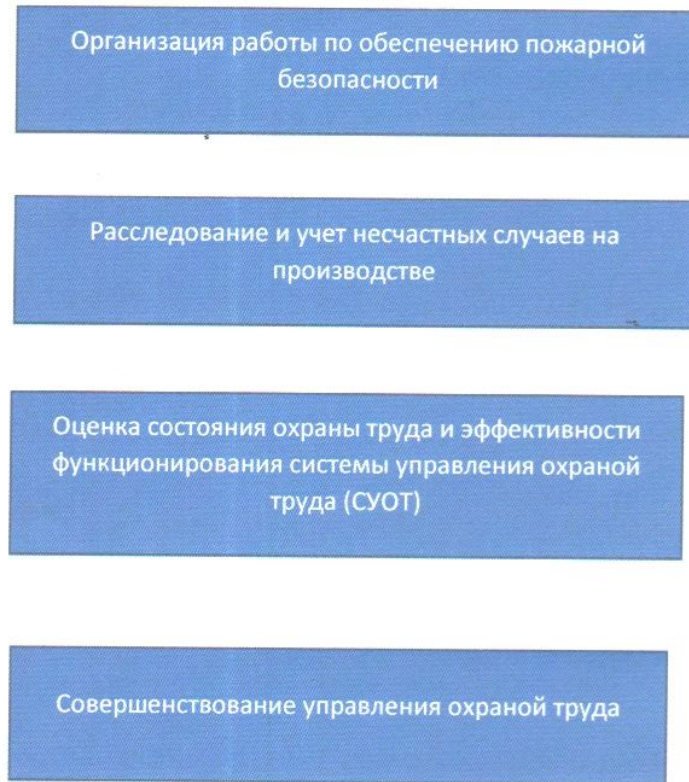 Организация работы по обеспечению пожарной
безопасности
Расследование и учет несчастных случаев на
производстве
Оценка состояния охраны труда и эффективности
функционирования системы управления охраной
труда (СУОТ)
Совершенствование управления охраной труда